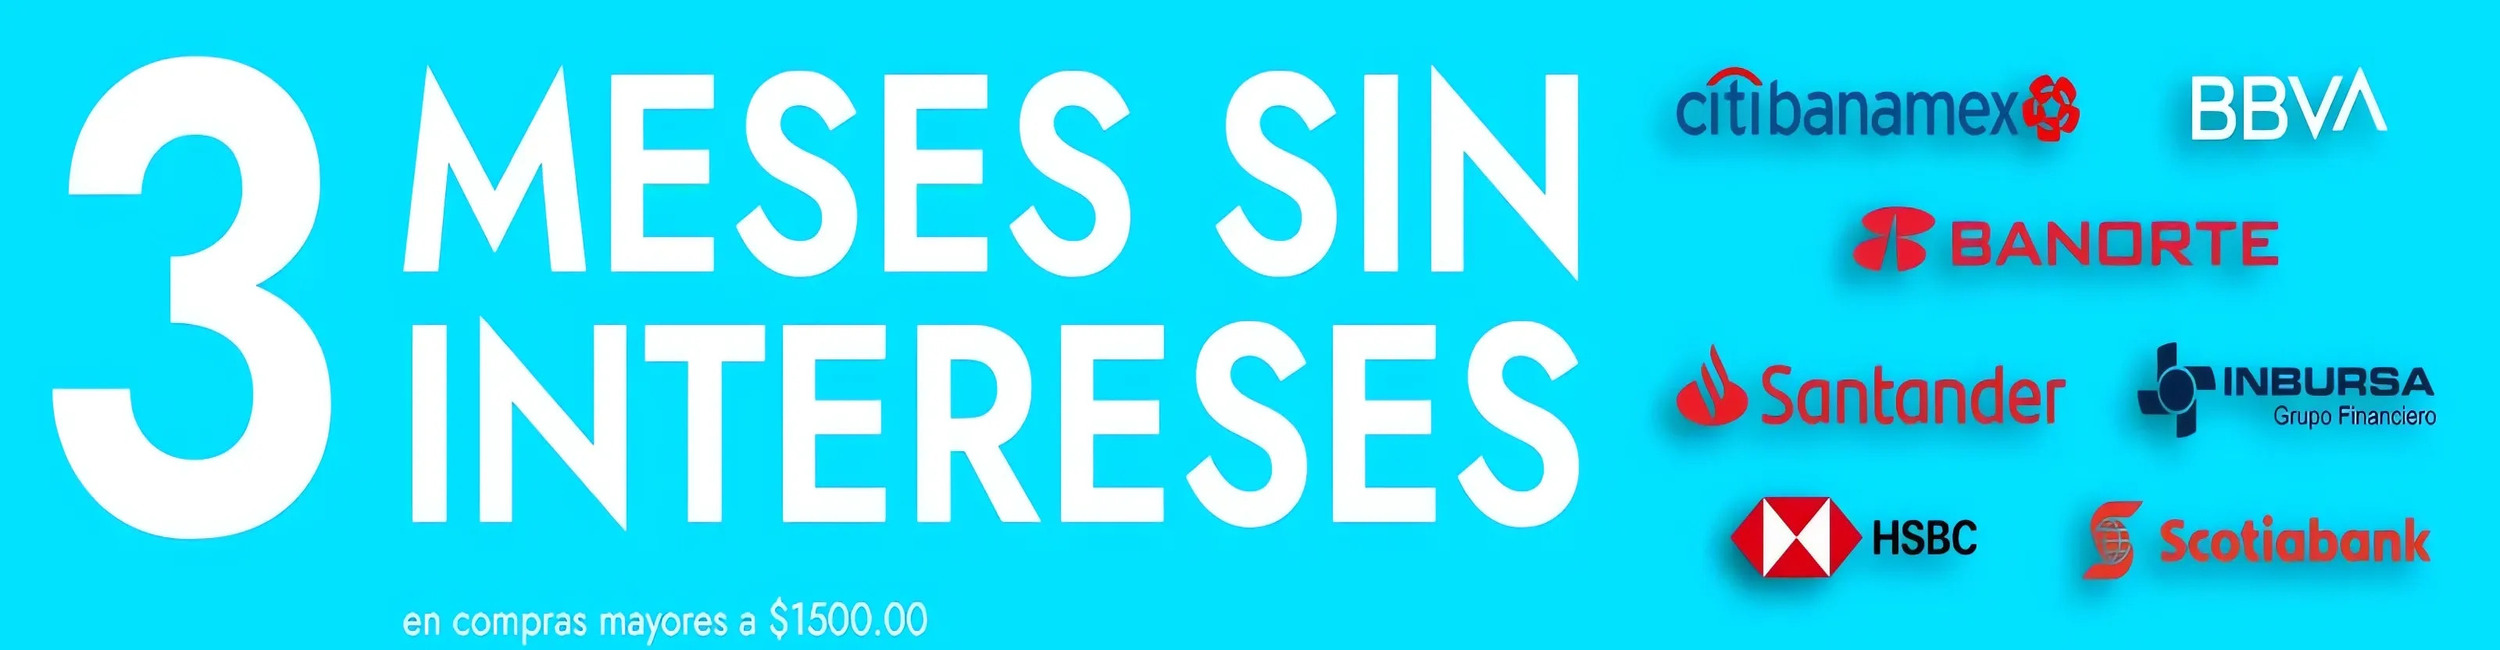 3 MESES SIN
INTERESES
en compras mayores a $1500.00
citibanamex
BBVA
BANORTE
Santander
INBURSA
Grupo Financiero
HSBC
Scotiabank